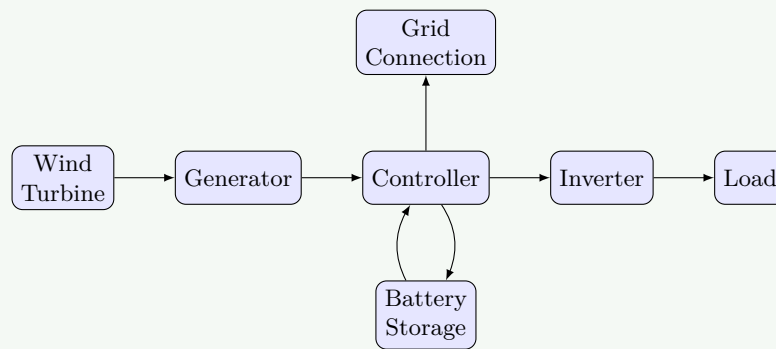 Grid
Connection
Wind
Turbine
Generator
Controller
Inverter
Load
Battery
Storage